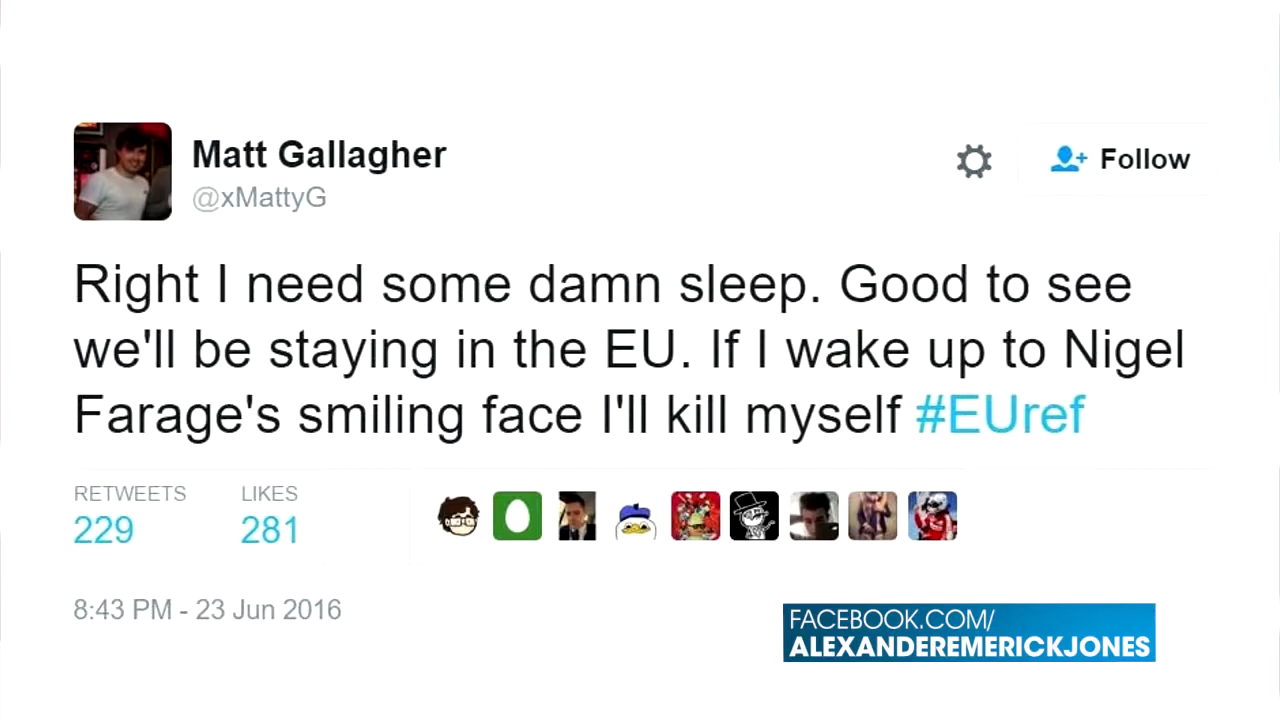 Matt Gallagher
@xMattyG
Follow
Right I need some damn sleep. Good to see
we'll be staying in the EU. If I wake up to Nigel
Farage's smiling face I'll kill myself #EUref
RETWEETS LIKES
229 281
8:43 PM - 23 Jun 2016
FACEBOOK.COM/
ALEXANDEREMERICKJONES